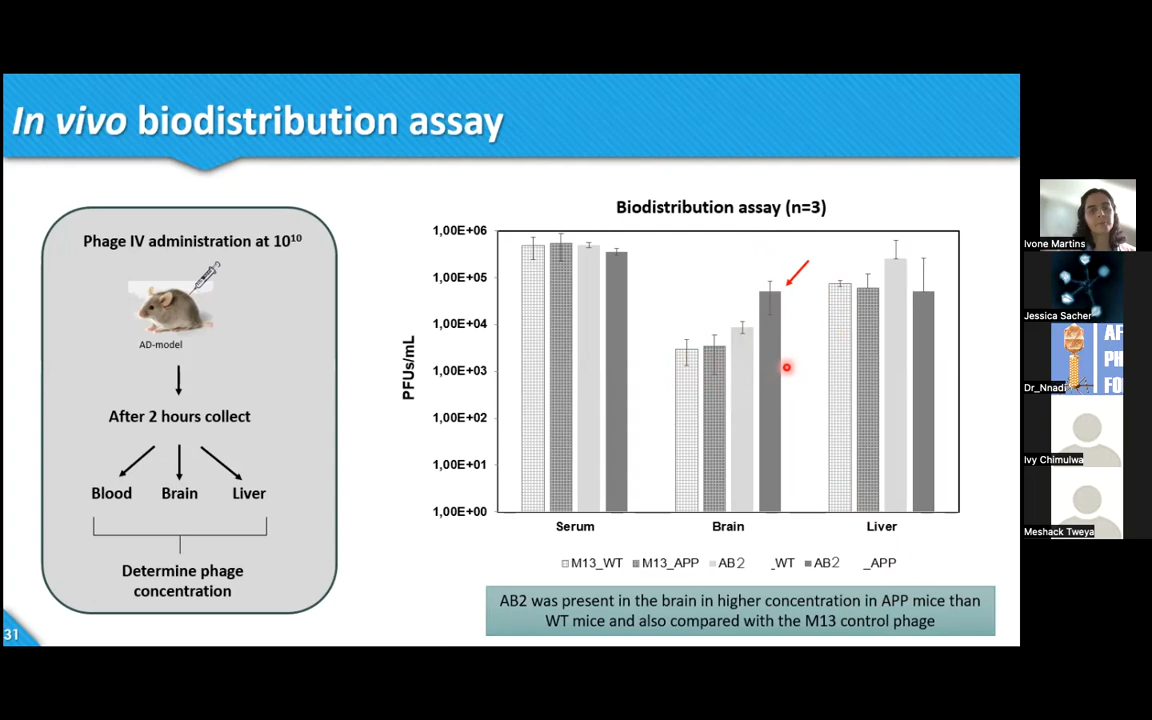 In vivo biodistribution assay
Phage IV administration at 10¹⁰
AD-model
After 2 hours collect
Blood Brain Liver
Determine phage
concentration
31
Biodistribution assay (n=3)
1,00E+06
1,00E+05
1,00E+04
1,00E+03
1,00E+02
1,00E+01
1,00E+00
PFUs/mL
Serum Brain Liver
M13_WT M13_APP AB2 _WT AB2 _APP
AB2 was present in the brain in higher concentration in APP mice than
WT mice and also compared with the M13 control phage
Ivone Martins
Jessica Sacher
AF
PH
FO
Dr_Nnadi
Ivy Chimulwa
Meshack Tweya